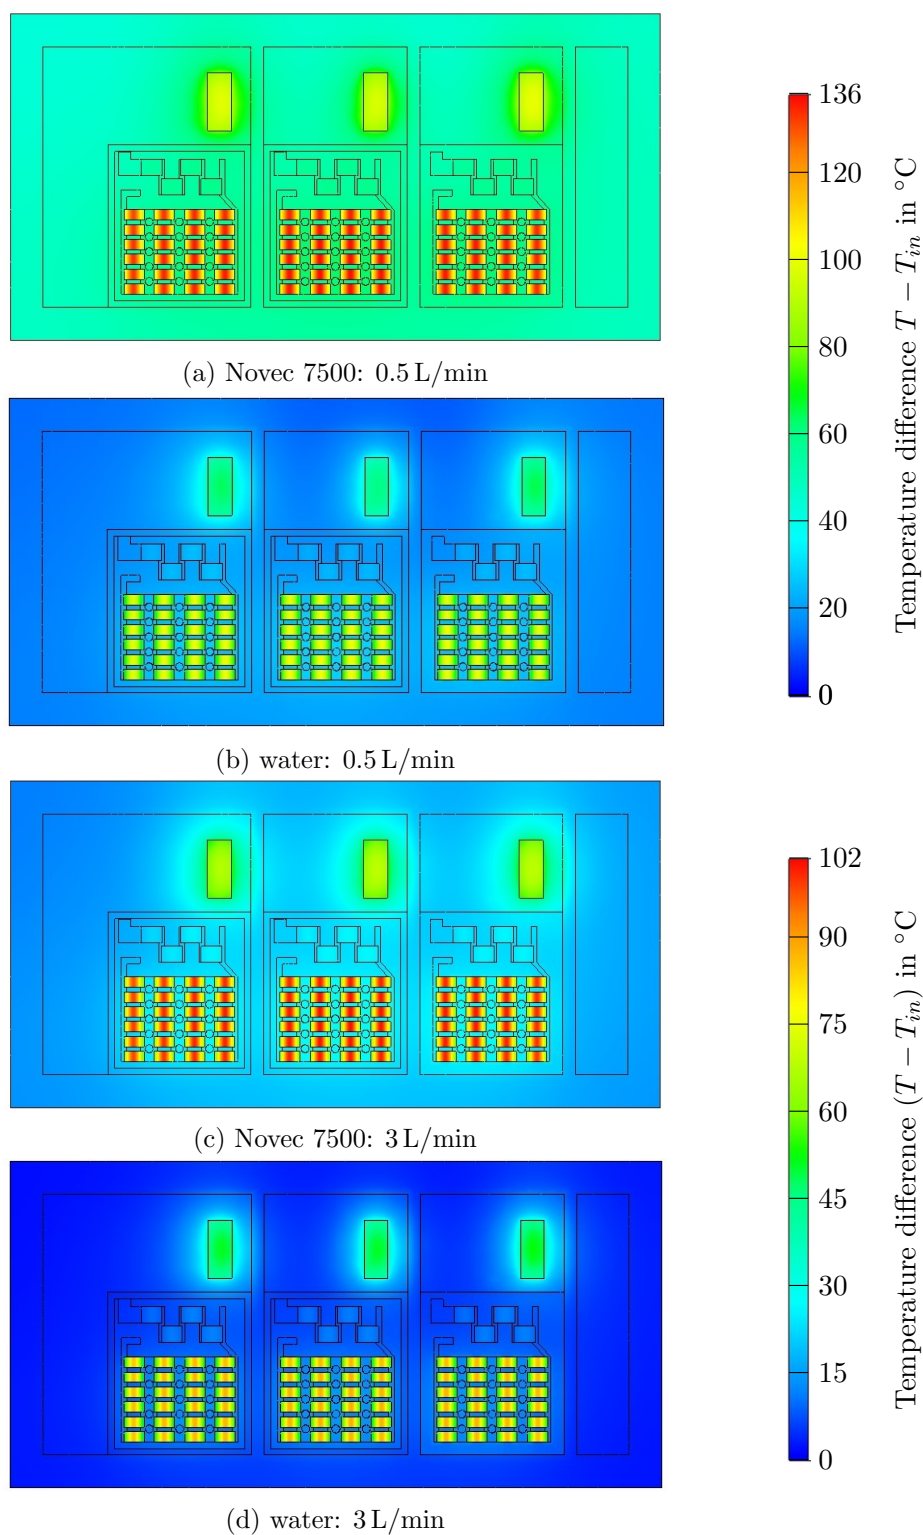 136
120
100
80
60
40
20
0
Temperature difference T − T_in in °C
(a) Novec 7500: 0.5 L/min
(b) water: 0.5 L/min
102
90
75
60
45
30
15
0
Temperature difference (T − T_in) in °C
(c) Novec 7500: 3 L/min
(d) water: 3 L/min